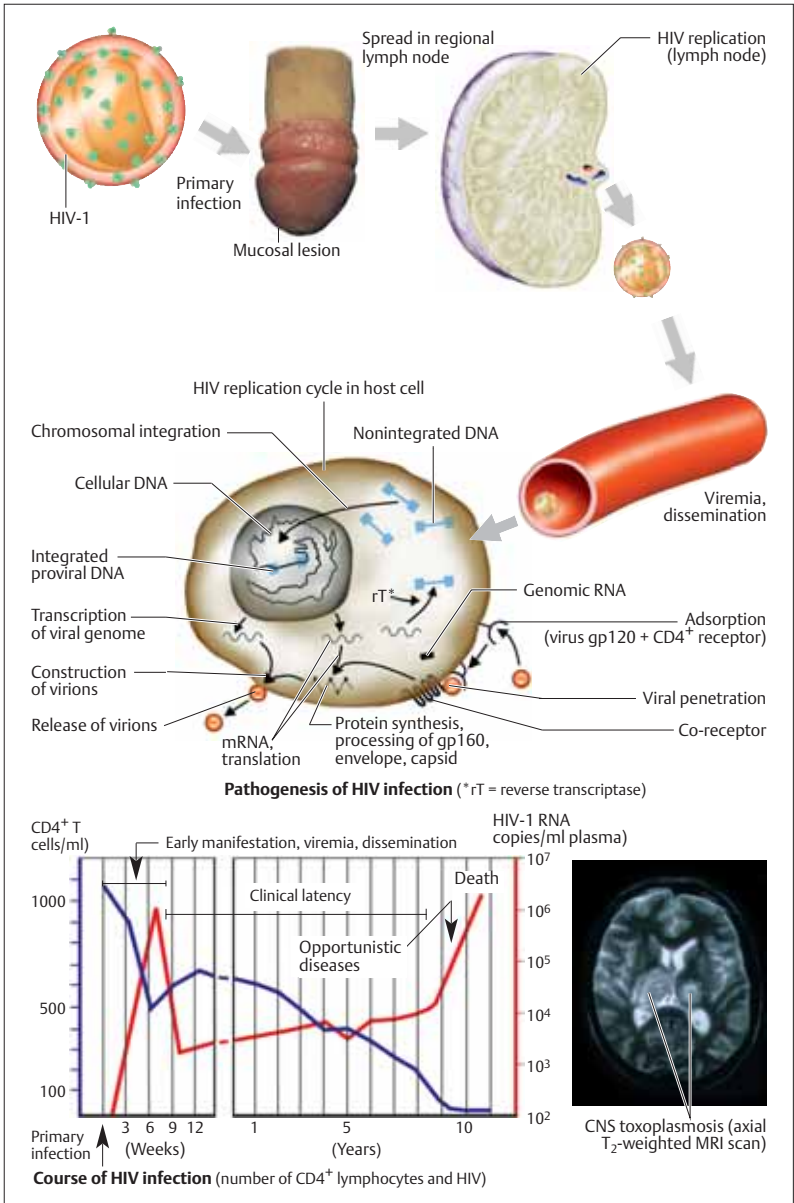 Spread in regional
lymph node
HIV replication
(lymph node)
HIV-1
Primary
infection
Mucosal lesion
HIV replication cycle in host cell
Chromosomal integration
Nonintegrated DNA
Cellular DNA
Viremia,
dissemination
Integrated
proviral DNA
rT*
Genomic RNA
Transcription
of viral genome
Adsorption
(virus gp120 + CD4⁺ receptor)
Construction
of virions
Viral penetration
Release of virions
mRNA,
translation
Protein synthesis,
processing of gp160,
envelope, capsid
Co-receptor
Pathogenesis of HIV infection (*rT = reverse transcriptase)
CD4⁺ T
cells/ml
Early manifestation, viremia, dissemination
HIV-1 RNA
copies/ml plasma)
Clinical latency
Death
Opportunistic
diseases
1000
500
100
10⁷
10⁶
10⁵
10⁴
10³
10²
3 6 9 12
1 5 10
Primary
infection
(Weeks)
(Years)
CNS toxoplasmosis (axial
T₂-weighted MRI scan)
Course of HIV infection (number of CD4⁺ lymphocytes and HIV)